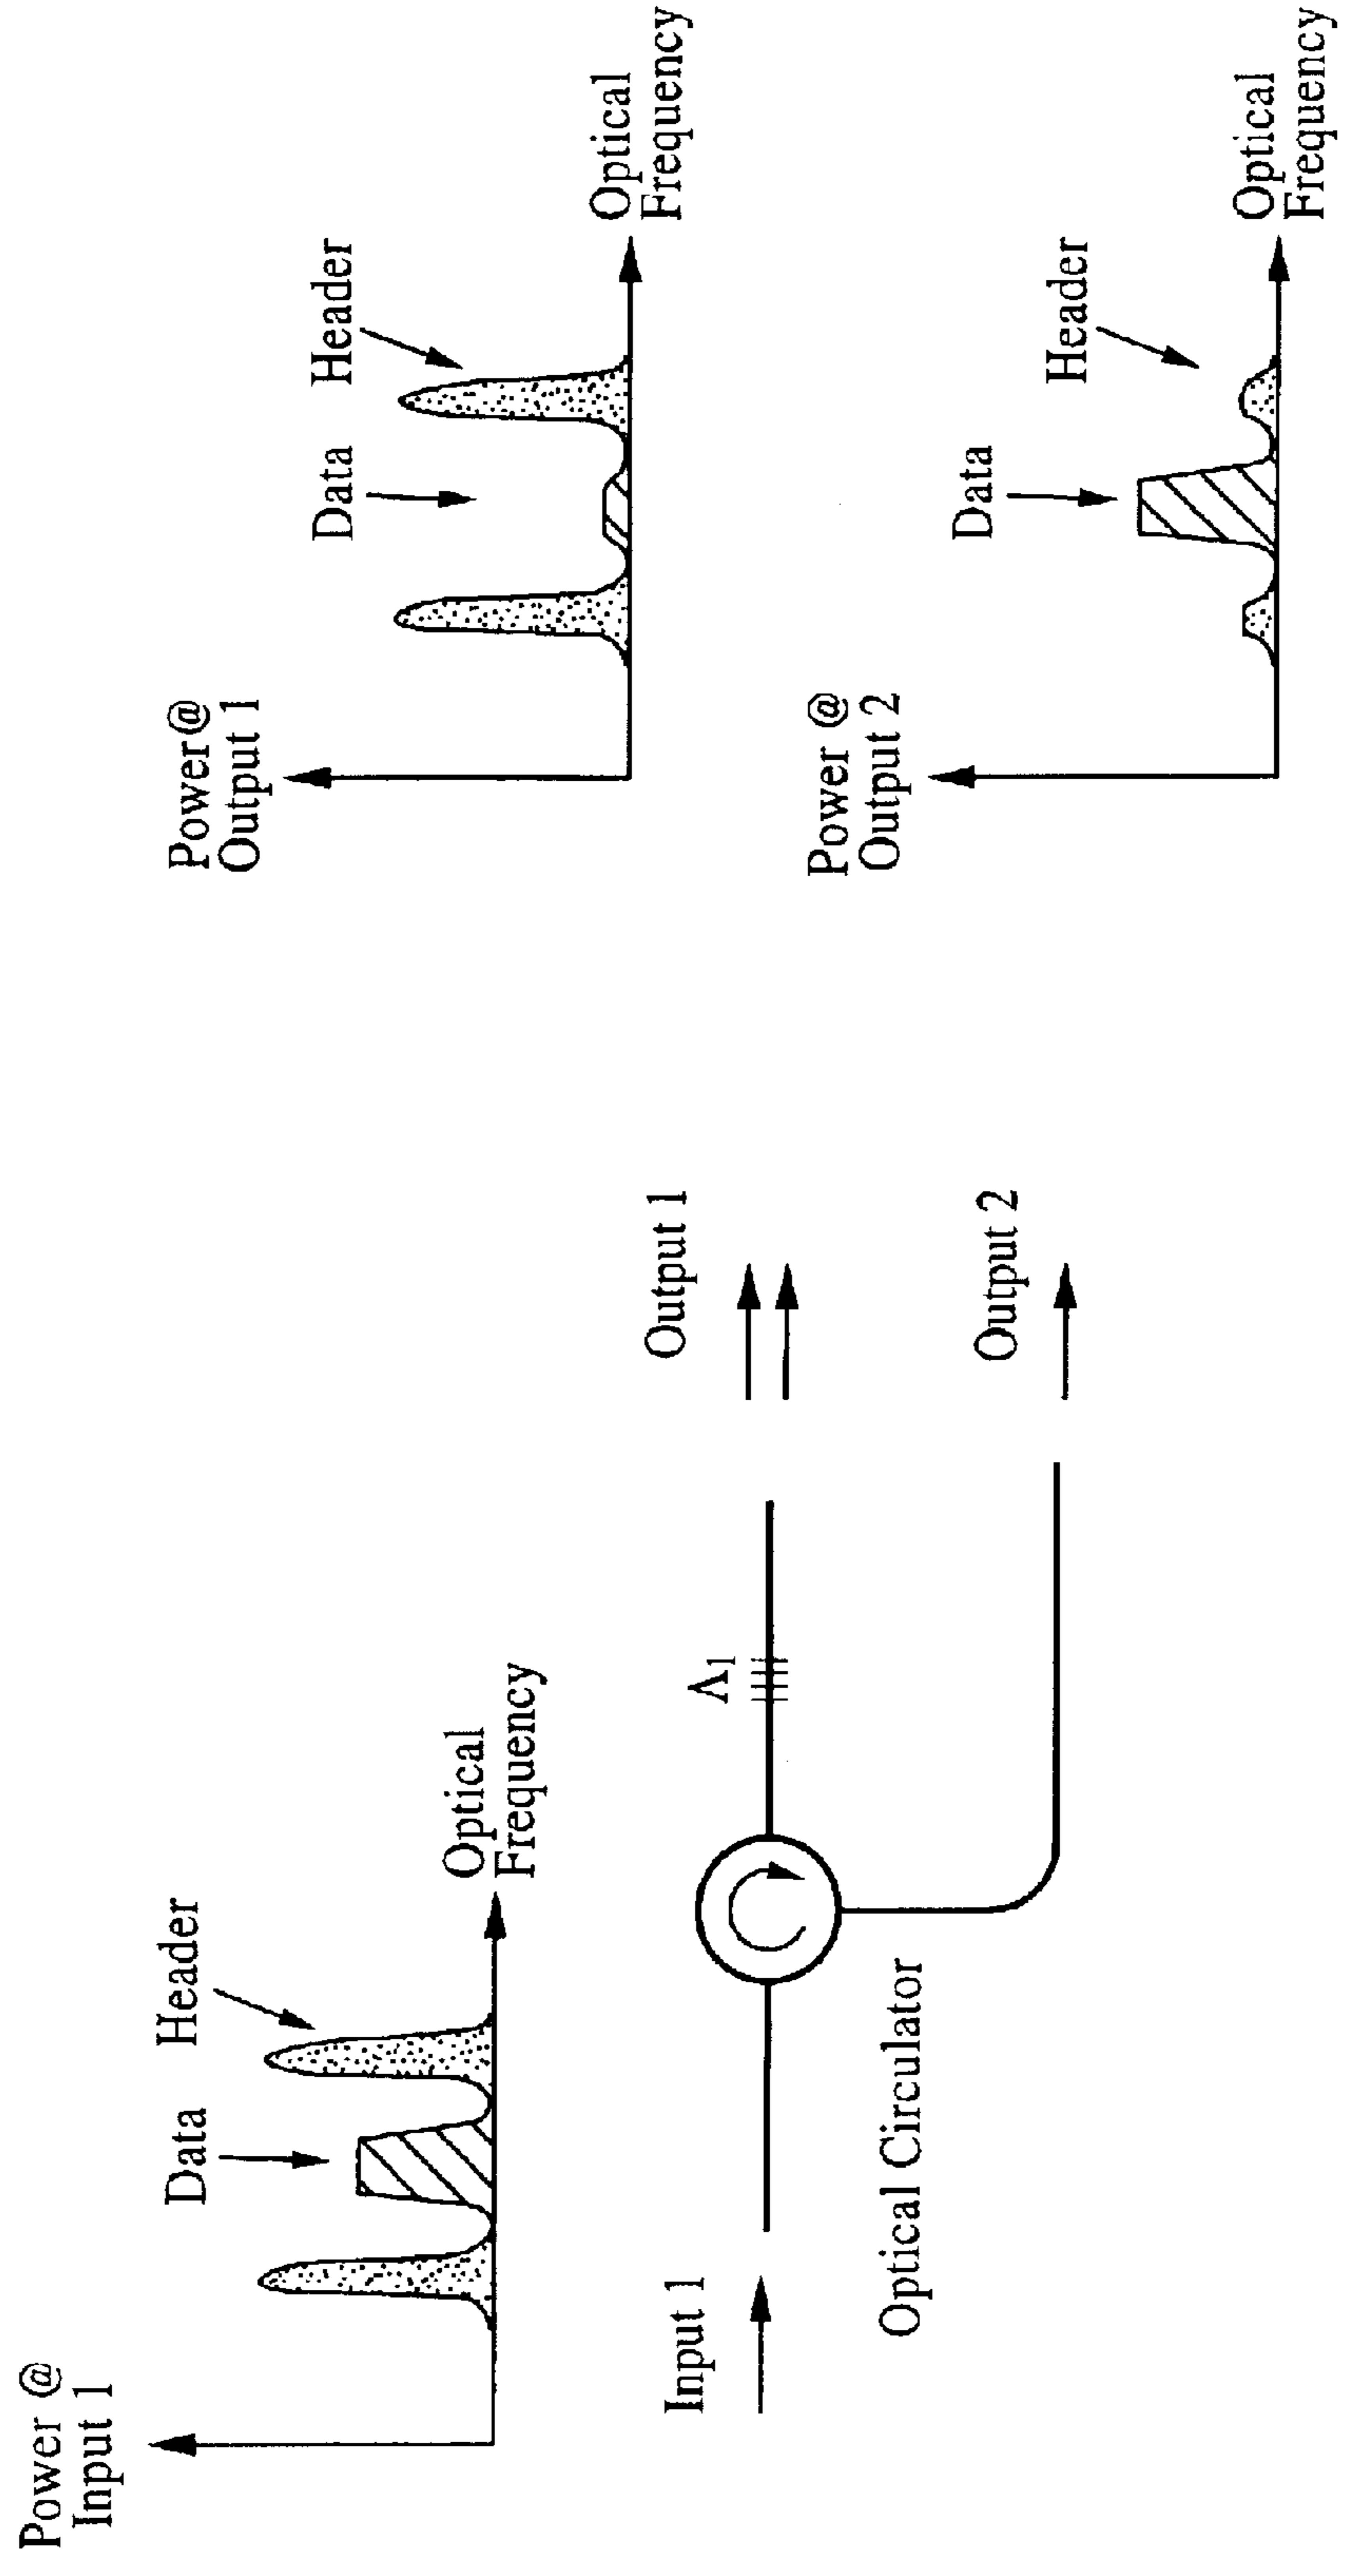 Power @
Input 1
Data
Header
Optical
Frequency
Input 1
Optical Circulator
Λ1
Output 1
Output 2
Power@
Output 1
Data
Header
Optical
Frequency
Power @
Output 2
Data
Header
Optical
Frequency